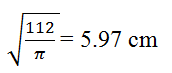 √(112/π) = 5.97 cm